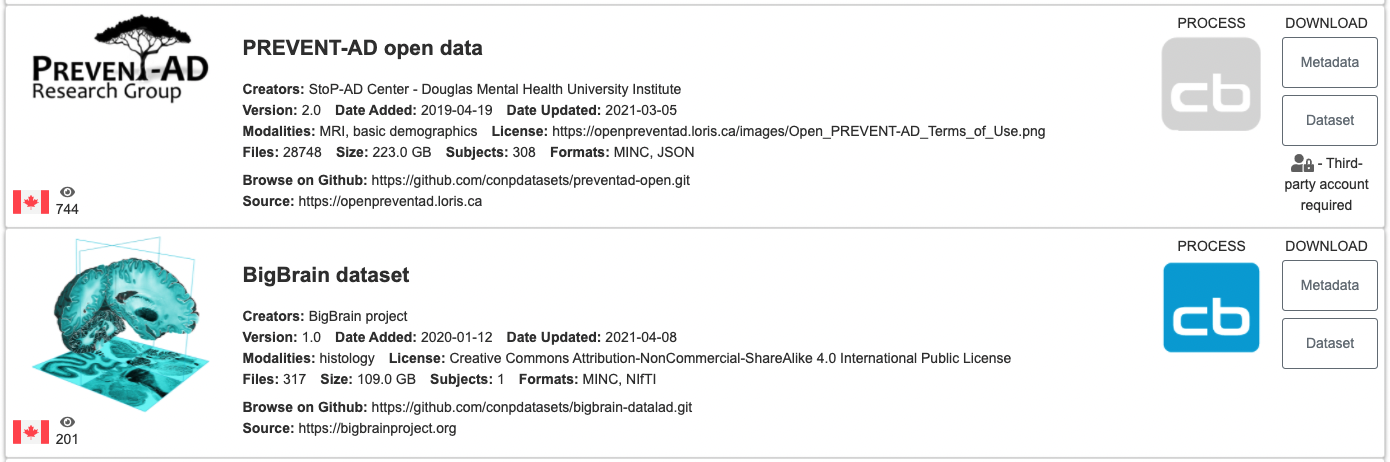 PREVENT-AD
Research Group
744
PREVENT-AD open data
Creators: StoP-AD Center - Douglas Mental Health University Institute
Version: 2.0 Date Added: 2019-04-19 Date Updated: 2021-03-05
Modalities: MRI, basic demographics License: https://openpreventad.loris.ca/images/Open_PREVENT-AD_Terms_of_Use.png
Files: 28748 Size: 223.0 GB Subjects: 308 Formats: MINC, JSON
Browse on Github: https://github.com/conpdatasets/preventad-open.git
Source: https://openpreventad.loris.ca
PROCESS
cb
DOWNLOAD
Metadata
Dataset
- Third-
party account
required
201
BigBrain dataset
Creators: BigBrain project
Version: 1.0 Date Added: 2020-01-12 Date Updated: 2021-04-08
Modalities: histology License: Creative Commons Attribution-NonCommercial-ShareAlike 4.0 International Public License
Files: 317 Size: 109.0 GB Subjects: 1 Formats: MINC, NIfTI
Browse on Github: https://github.com/conpdatasets/bigbrain-datalad.git
Source: https://bigbrainproject.org
PROCESS
cb
DOWNLOAD
Metadata
Dataset